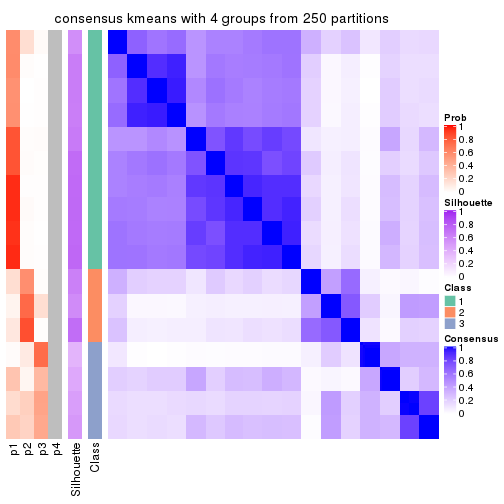 consensus kmeans with 4 groups from 250 partitions
Prob
1
0.8
0.6
0.4
0.2
0
Silhouette
1
0.8
0.6
0.4
0.2
0
Class
1
2
3
Consensus
1
0.8
0.6
0.4
0.2
0
p1
p2
p3
p4
Silhouette
Class